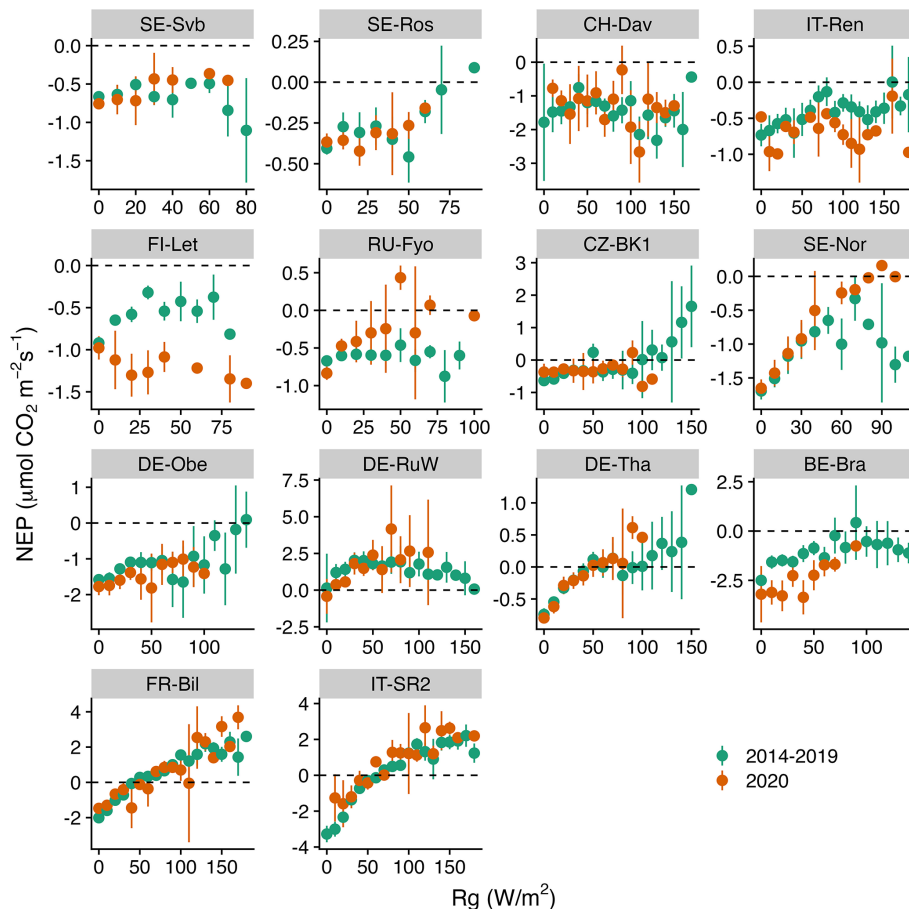 SE-Svb SE-Ros CH-Dav IT-Ren
0.0 -0.5 -1.0 -1.5
0.25 0.00 -0.25 -0.50
0 -1 -2 -3
0.5 0.0 -0.5 -1.0
0 20 40 60 80
0 25 50 75
0 50 100 150
0 50 100 150
FI-Let RU-Fyo CZ-BK1 SE-Nor
0.0 -0.5 -1.0 -1.5
0.5 0.0 -0.5 -1.0
3 2 1 0 -1
0.0 -0.5 -1.0 -1.5
0 25 50 75
0 25 50 75 100
0 50 100 150
0 30 60 90
NEP (μmol CO2 m−2s−1)
DE-Obe DE-RuW DE-Tha BE-Bra
1 0 -1 -2
7.5 5.0 2.5 0.0 -2.5
1.0 0.5 0.0 -0.5
2.5 0.0 -2.5
0 50 100
0 50 100 150
0 50 100 150
0 50 100
FR-Bil IT-SR2
4 2 0 -2
4 2 0 -2 -4
0 50 100 150
0 50 100 150
2014-2019
2020
Rg (W/m2)